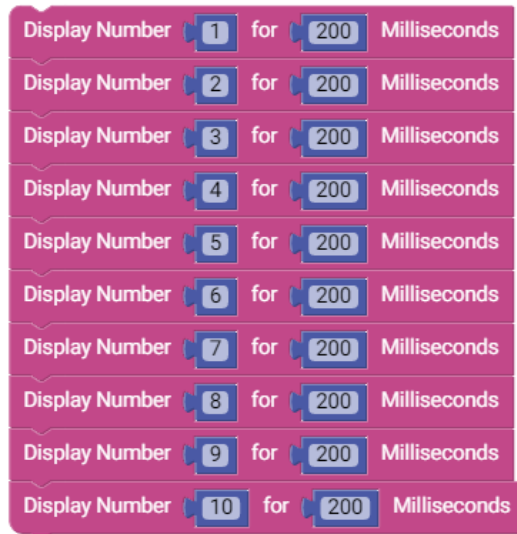 Display Number 1 for 200 Milliseconds
Display Number 2 for 200 Milliseconds
Display Number 3 for 200 Milliseconds
Display Number 4 for 200 Milliseconds
Display Number 5 for 200 Milliseconds
Display Number 6 for 200 Milliseconds
Display Number 7 for 200 Milliseconds
Display Number 8 for 200 Milliseconds
Display Number 9 for 200 Milliseconds
Display Number 10 for 200 Milliseconds